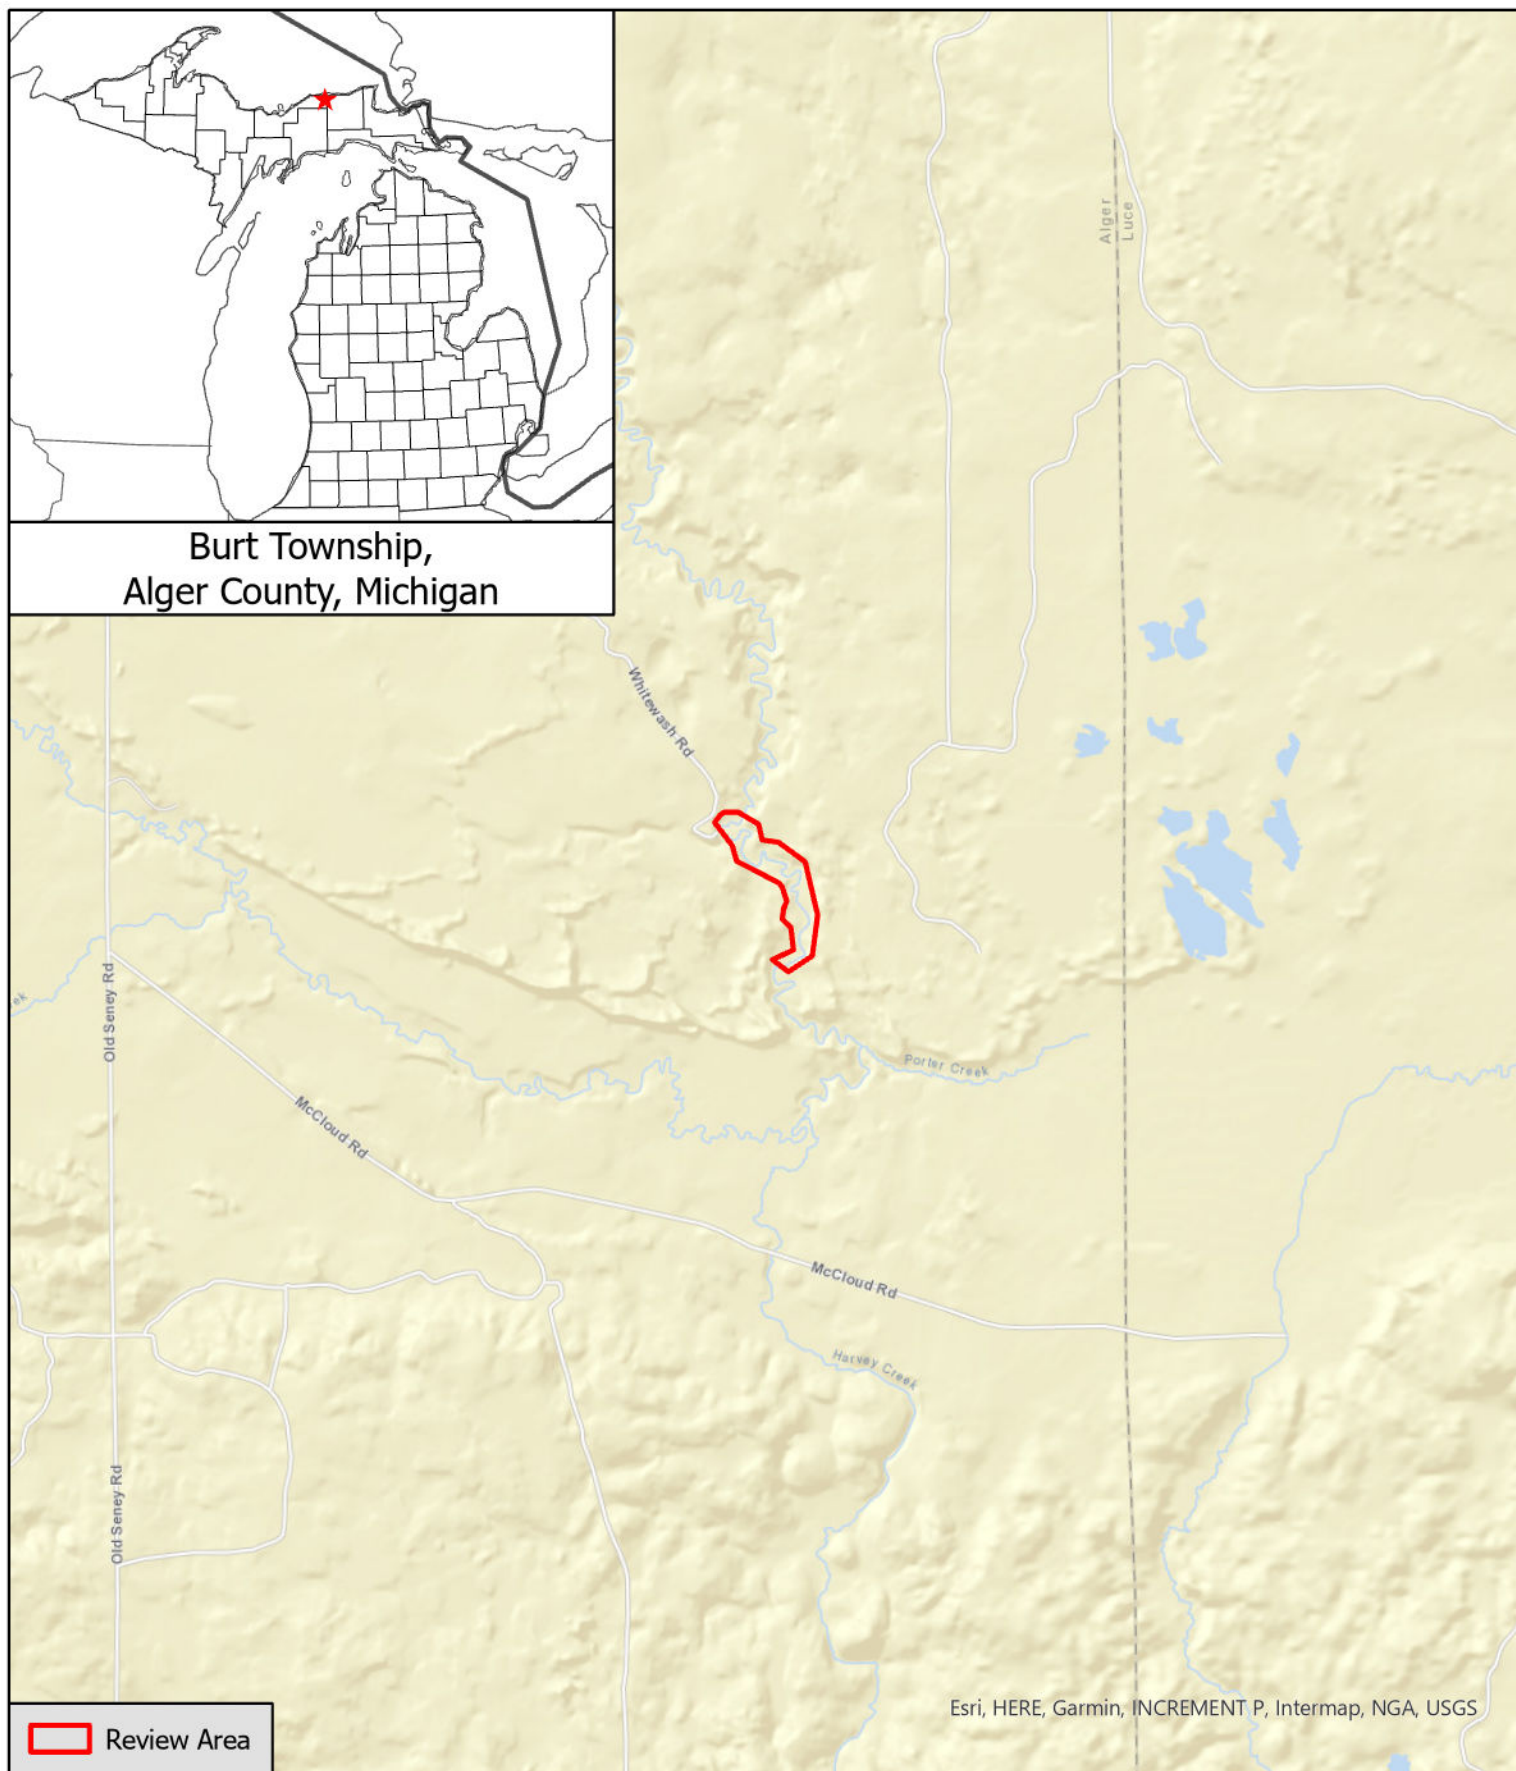 Burt Township,
Alger County, Michigan
Alger
Luce
Whitewash Rd
Old Seney Rd
ek
Porter Creek
McCloud Rd
McCloud Rd
Harvey Creek
Old Seney Rd
Esri, HERE, Garmin, INCREMENT P, Intermap, NGA, USGS
Review Area